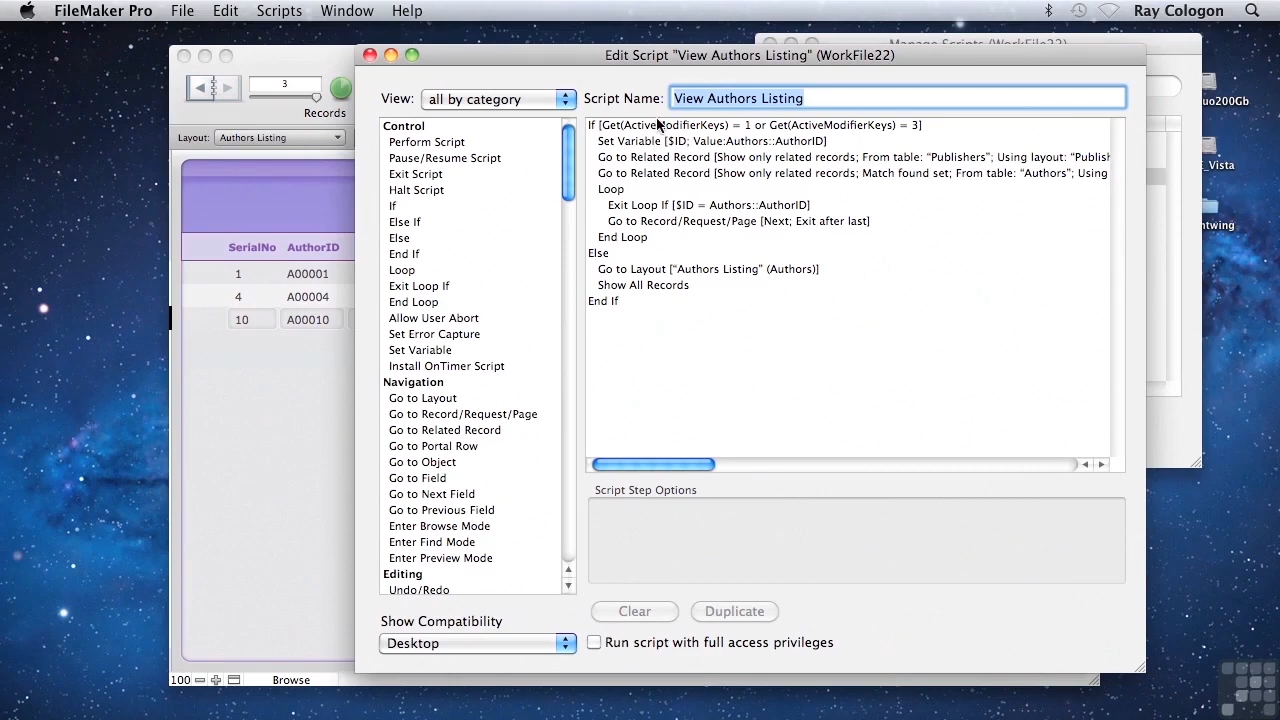 FileMaker Pro File Edit Scripts Window Help Ray Cologon
Manage Scripts (WorkFile22)
Edit Script "View Authors Listing" (WorkFile22)
3
Records
Layout: Authors Listing
SerialNo AuthorID
1 A00001
4 A00004
10 A00010
100 Browse
View: all by category
Script Name: View Authors Listing
Control
Perform Script
Pause/Resume Script
Exit Script
Halt Script
If
Else If
Else
End If
Loop
Exit Loop If
End Loop
Allow User Abort
Set Error Capture
Set Variable
Install OnTimer Script
Navigation
Go to Layout
Go to Record/Request/Page
Go to Related Record
Go to Portal Row
Go to Object
Go to Field
Go to Next Field
Go to Previous Field
Enter Browse Mode
Enter Find Mode
Enter Preview Mode
Editing
Undo/Redo
Show Compatibility
Desktop
If [Get(ActiveModifierKeys) = 1 or Get(ActiveModifierKeys) = 3]
Set Variable [$ID; Value:Authors::AuthorID]
Go to Related Record [Show only related records; From table: “Publishers”; Using layout: “Publish
Go to Related Record [Show only related records; Match found set; From table: “Authors”; Using
Loop
Exit Loop If [$ID = Authors::AuthorID]
Go to Record/Request/Page [Next; Exit after last]
End Loop
Else
Go to Layout [“Authors Listing” (Authors)]
Show All Records
End If
Script Step Options
Clear Duplicate
Run script with full access privileges
uo200Gb
_Vista
ntwing